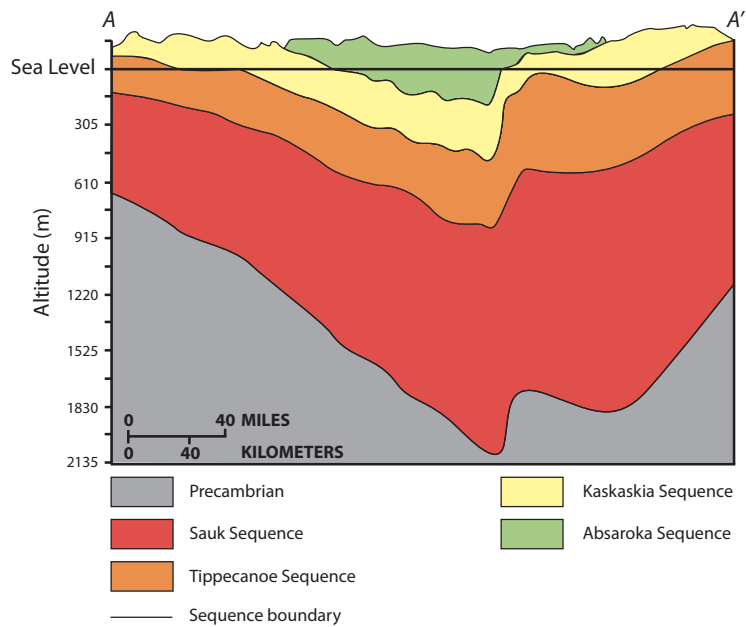 A A′
Sea Level
305
610
915
1220
1525
1830
2135
Altitude (m)
0 40 MILES
0 40 KILOMETERS
Precambrian
Sauk Sequence
Tippecanoe Sequence
Sequence boundary
Kaskaskia Sequence
Absaroka Sequence